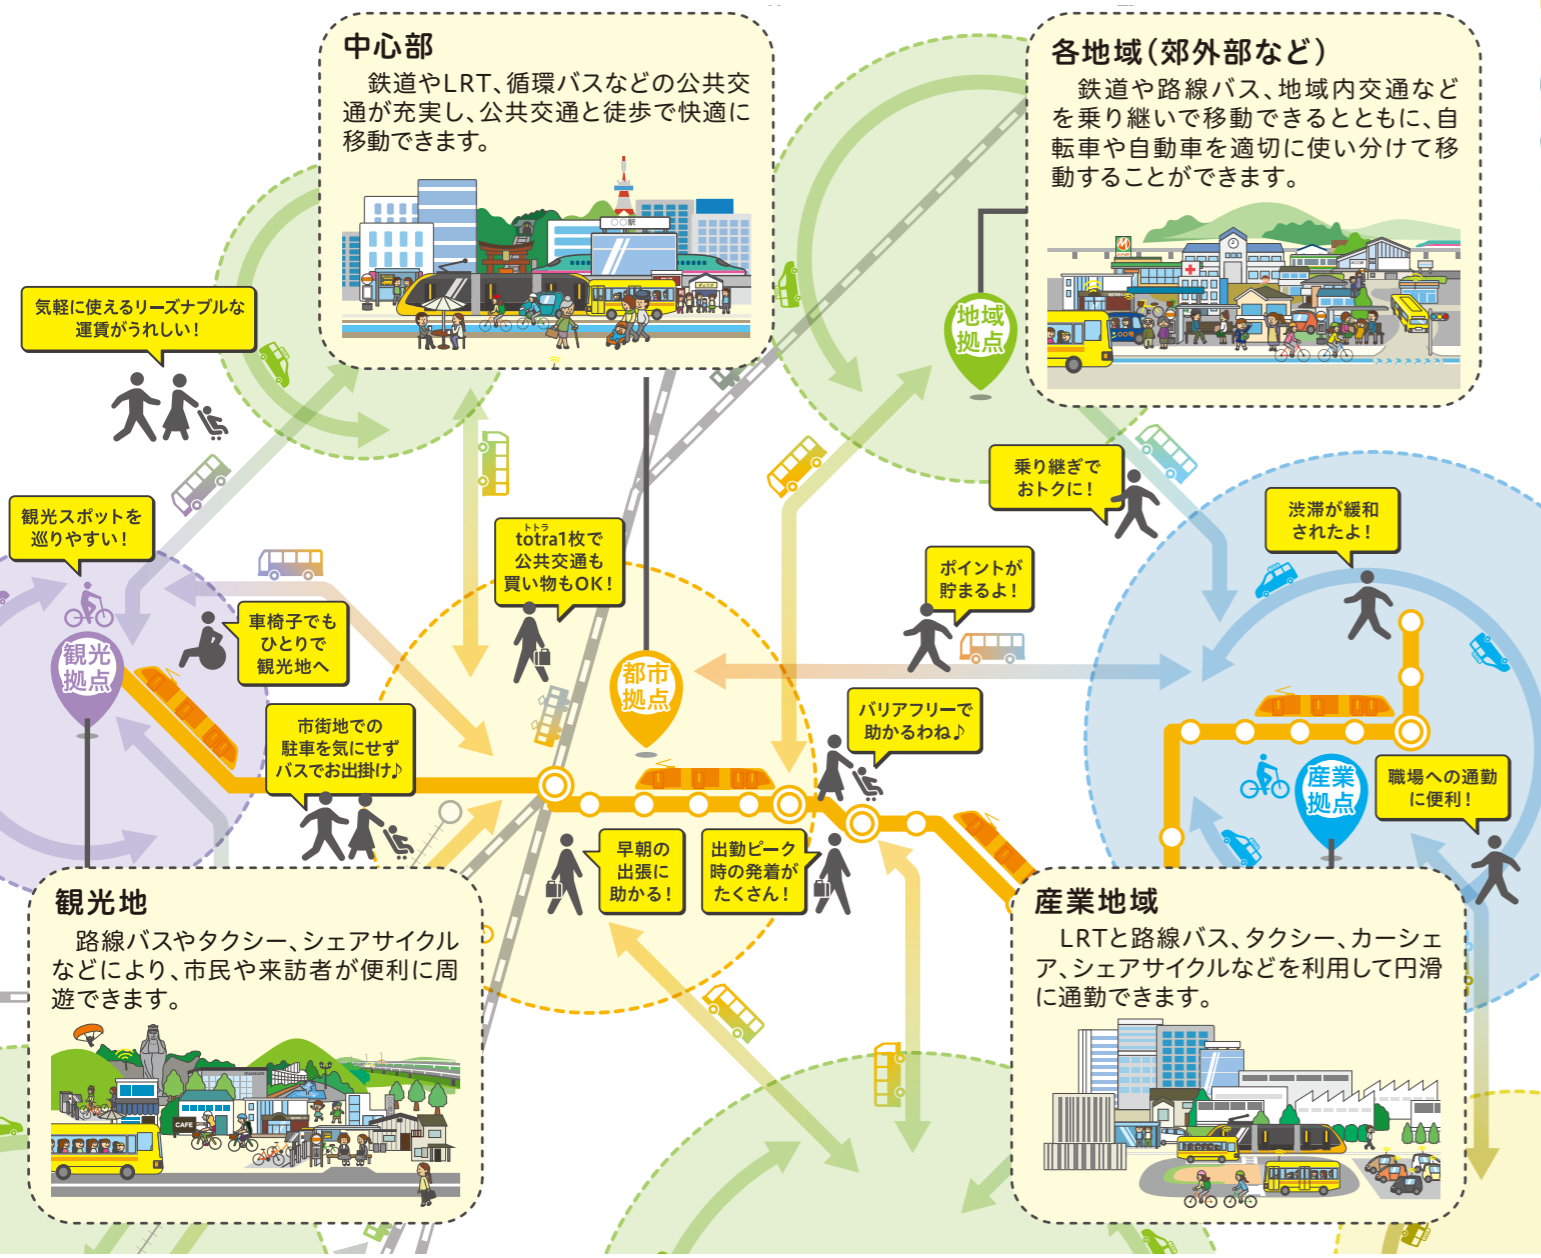 中心部
鉄道やLRT、循環バスなどの公共交
通が充実し、公共交通と徒歩で快適に
移動できます。
○○駅
各地域（郊外部など）
鉄道や路線バス、地域内交通など
を乗り継いで移動できるとともに、自
転車や自動車を適切に使い分けて移
動することができます。
気軽に使えるリーズナブルな
運賃がうれしい！
地域
拠点
乗り継ぎで
おトクに！
渋滞が緩和
されたよ！
観光スポットを
巡りやすい！
トトラ
totra1枚で
公共交通も
買い物もOK！
ポイントが
貯まるよ！
車椅子でも
ひとりで
観光地へ
観光
拠点
都市
拠点
バリアフリーで
助かるわね♪
市街地での
駐車を気にせず
バスでお出掛け♪
産業
拠点
職場への通勤
に便利！
早朝の
出張に
助かる！
出勤ピーク
時の発着が
たくさん！
観光地
路線バスやタクシー、シェアサイクル
などにより、市民や来訪者が便利に周
遊できます。
CAFE
産業地域
LRTと路線バス、タクシー、カーシェ
ア、シェアサイクルなどを利用して円滑
に通勤できます。